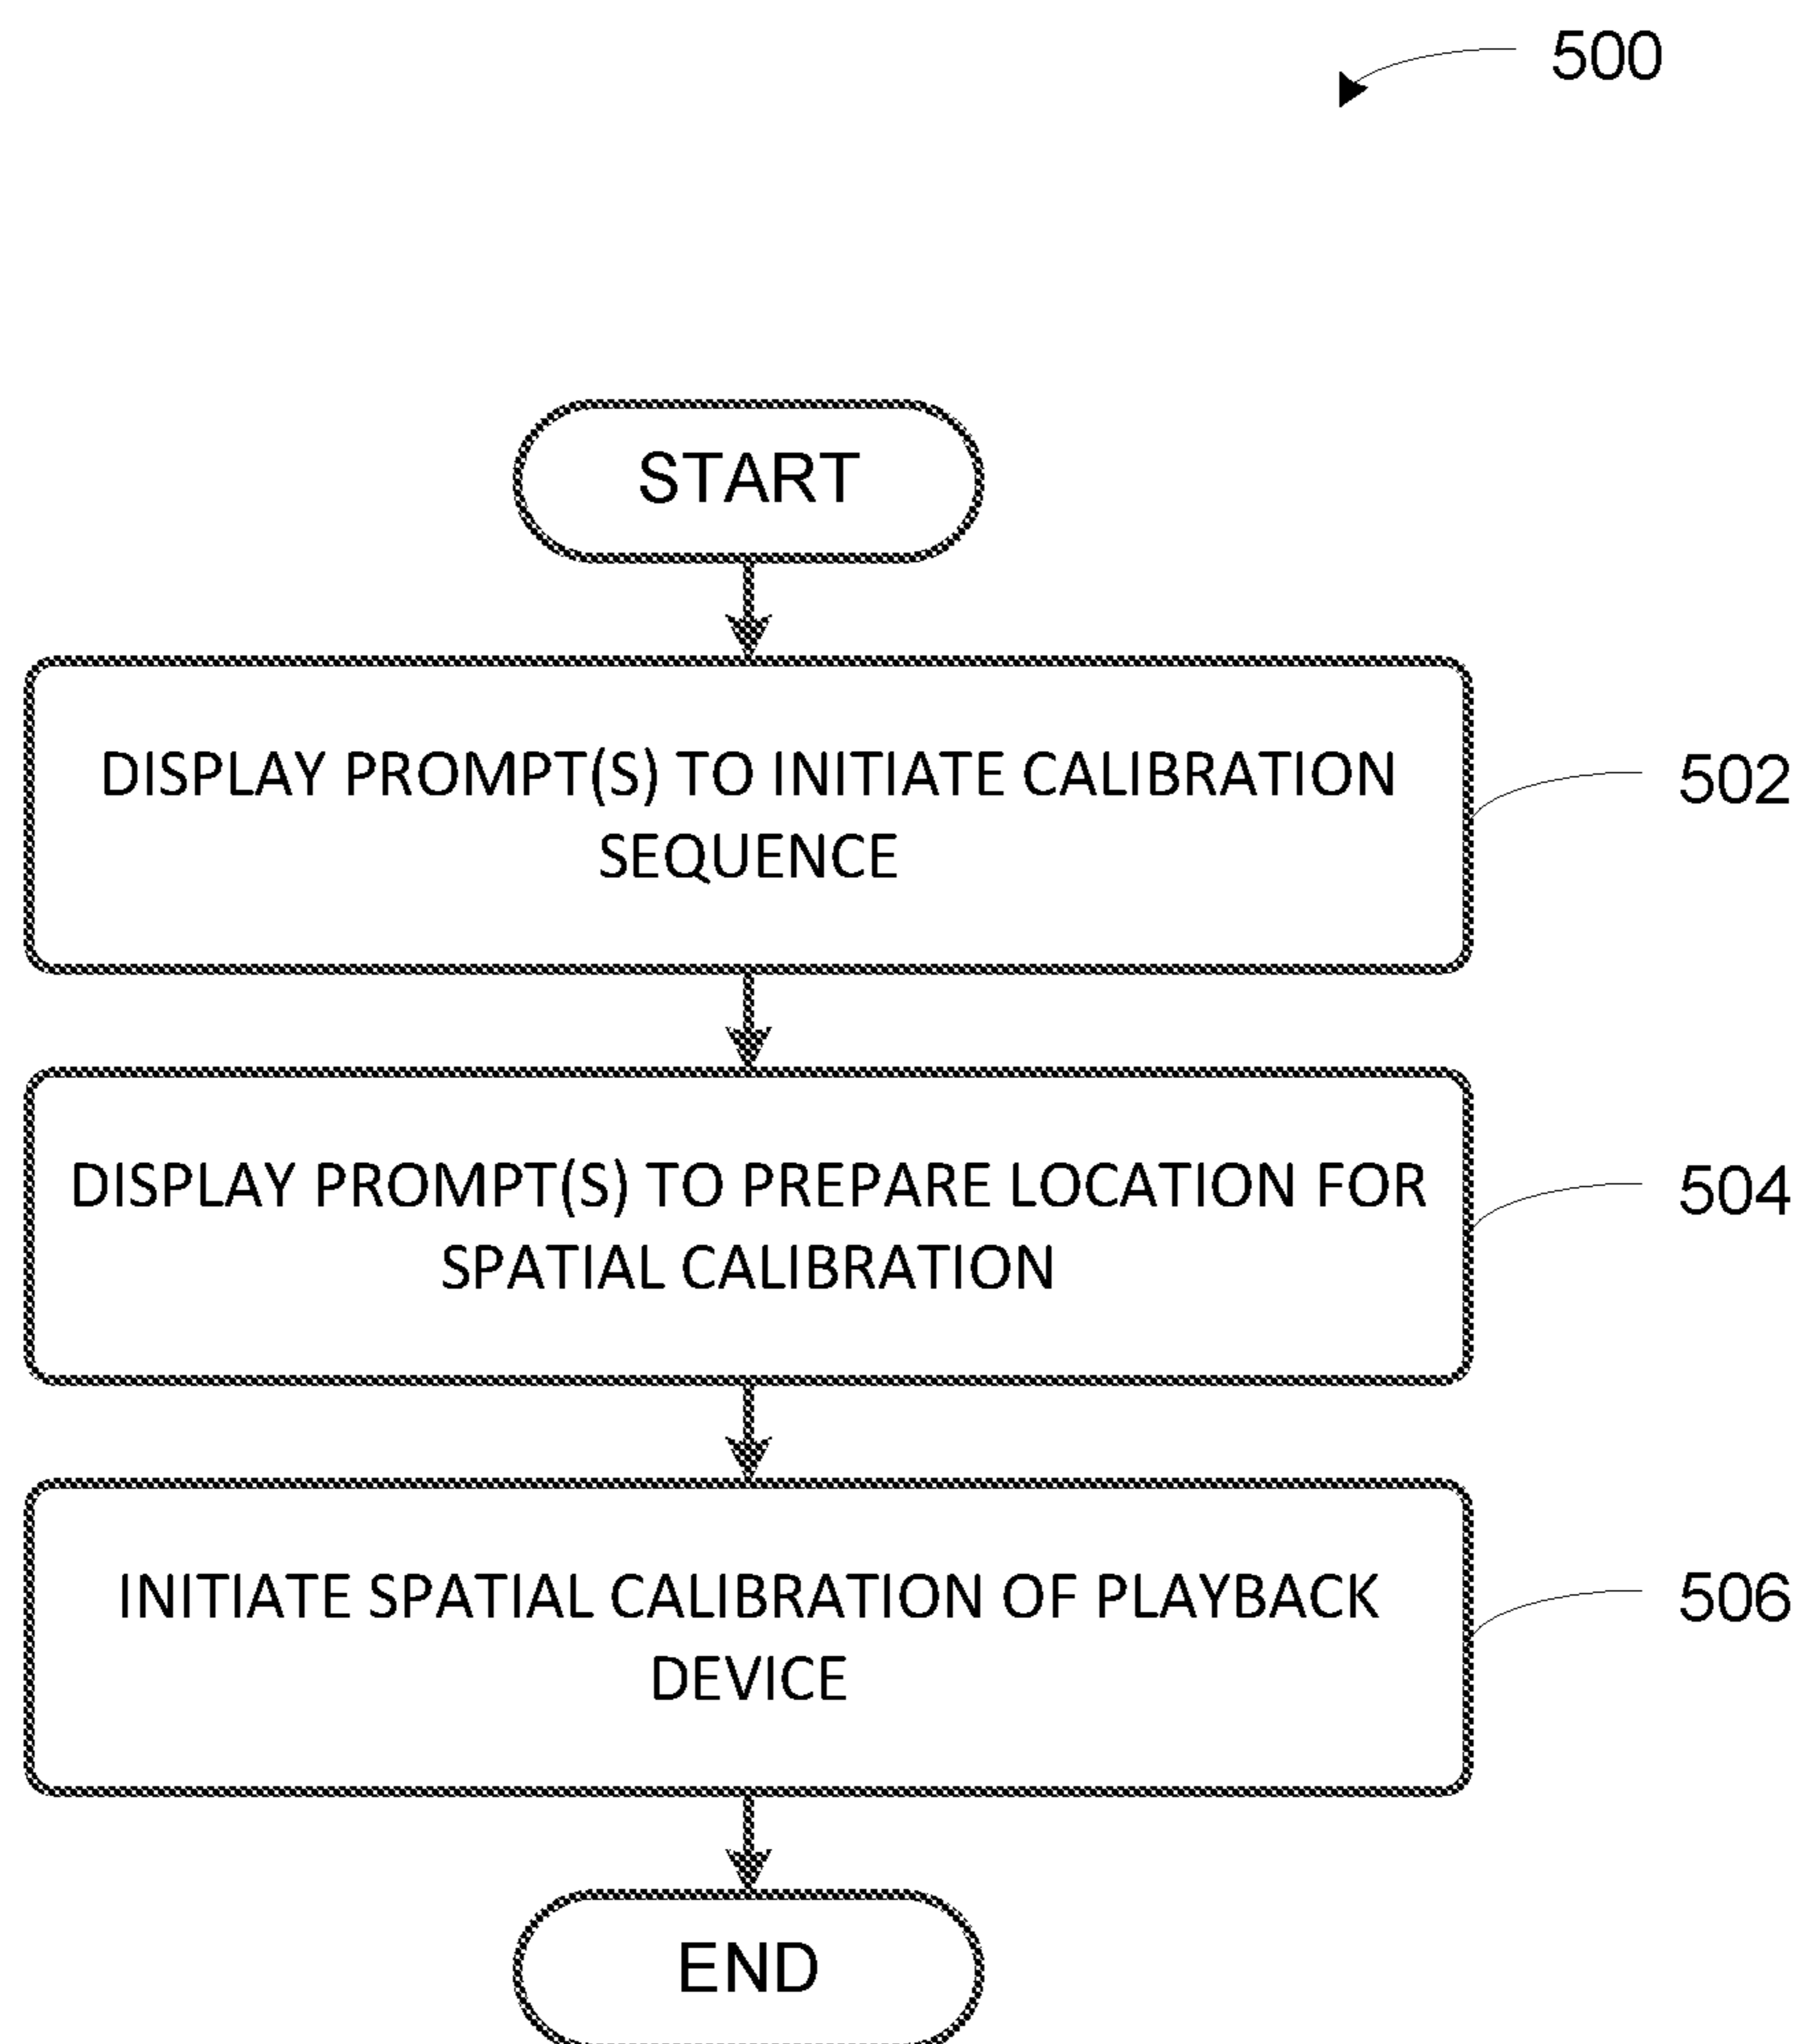 500
START
DISPLAY PROMPT(S) TO INITIATE CALIBRATION
SEQUENCE
502
DISPLAY PROMPT(S) TO PREPARE LOCATION FOR
SPATIAL CALIBRATION
504
INITIATE SPATIAL CALIBRATION OF PLAYBACK
DEVICE
506
END